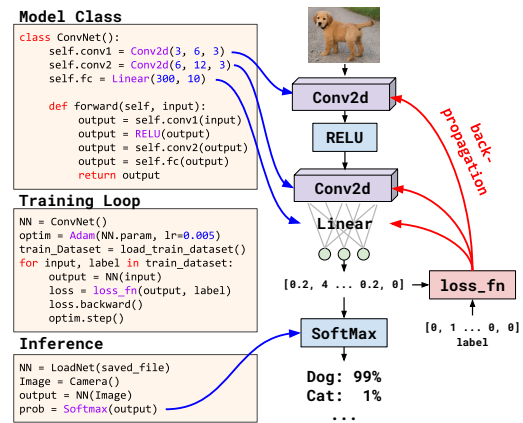 Model Class
class ConvNet():
self.conv1 = Conv2d(3, 6, 3)
self.conv2 = Conv2d(6, 12, 3)
self.fc = Linear(300, 10)
def forward(self, input):
output = self.conv1(input)
output = RELU(output)
output = self.conv2(output)
output = self.fc(output)
return output
Training Loop
NN = ConvNet()
optim = Adam(NN.param, lr=0.005)
train_Dataset = load_train_dataset()
for input, label in train_dataset:
output = NN(input)
loss = loss_fn(output, label)
loss.backward()
optim.step()
Inference
NN = LoadNet(saved_file)
Image = Camera()
output = NN(Image)
prob = Softmax(output)
Conv2d
RELU
Conv2d
Linear
[0.2, 4 ... 0.2, 0]
SoftMax
Dog: 99%
Cat: 1%
...
back-
propagation
loss_fn
[0, 1 ... 0, 0]
label